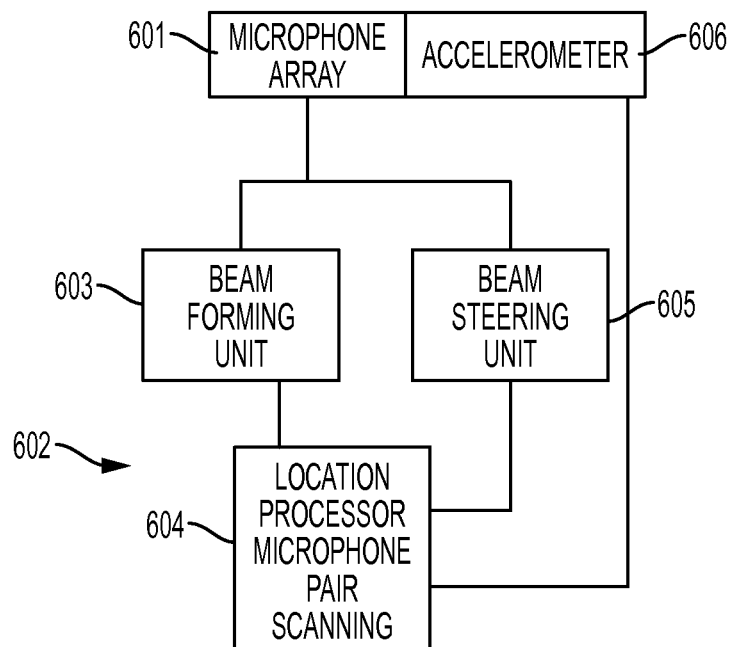 601
MICROPHONE
ARRAY
ACCELEROMETER
606
603
BEAM
FORMING
UNIT
BEAM
STEERING
UNIT
605
602
604
LOCATION
PROCESSOR
MICROPHONE
PAIR
SCANNING